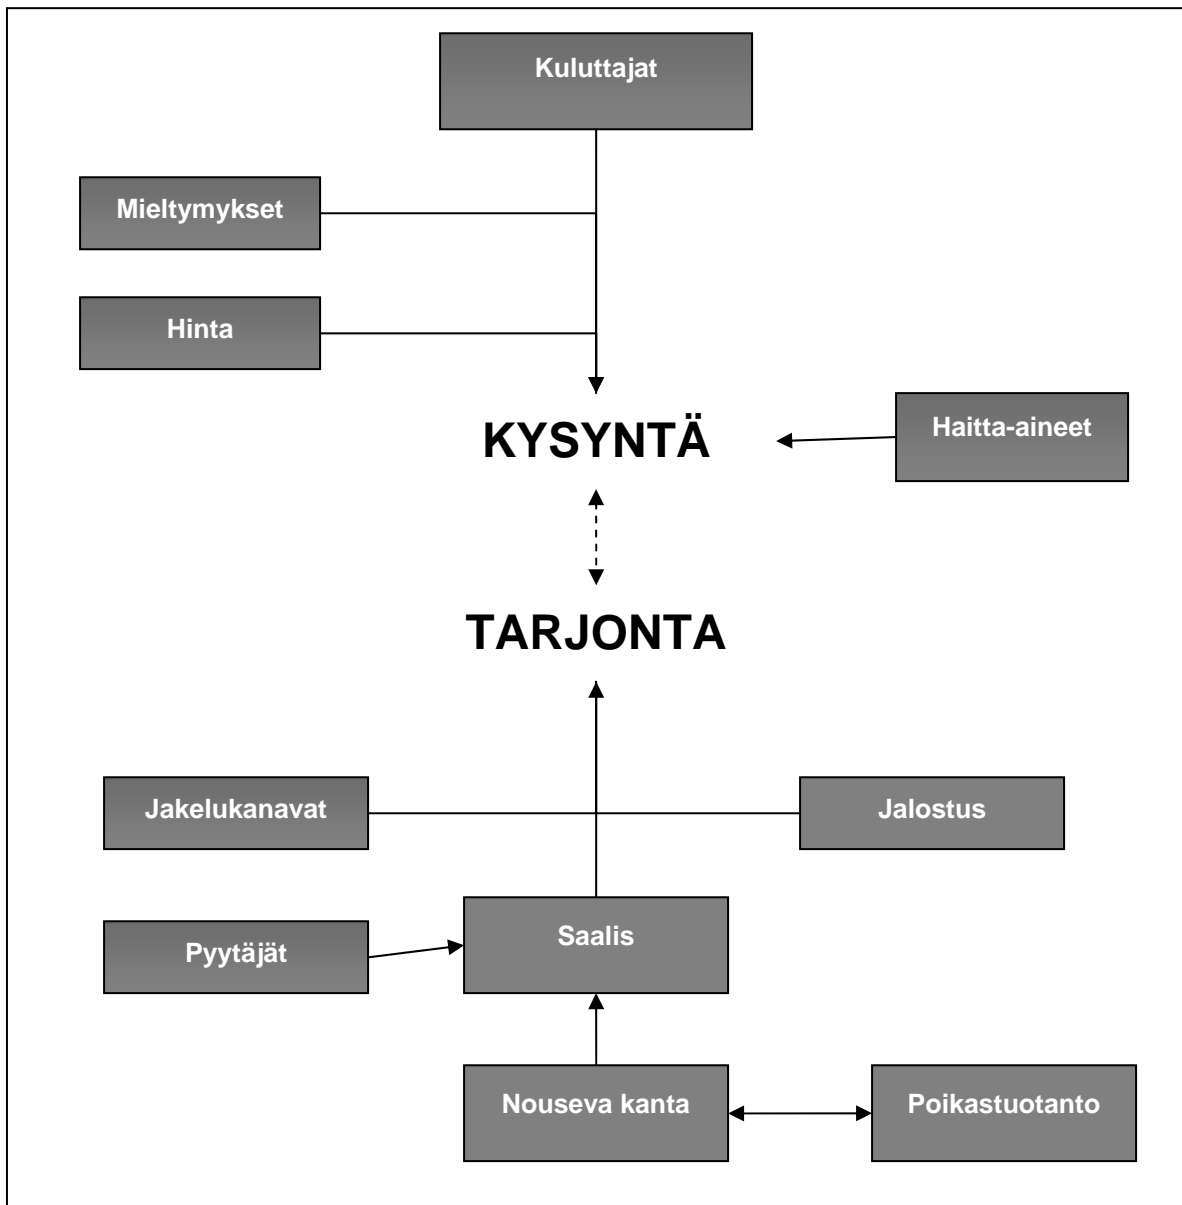 Kuluttajat
Mieltymykset
Hinta
KYSYNTÄ
Haitta-aineet
TARJONTA
Jakelukanavat
Jalostus
Saalis
Pyytäjät
Nouseva kanta
Poikastuotanto